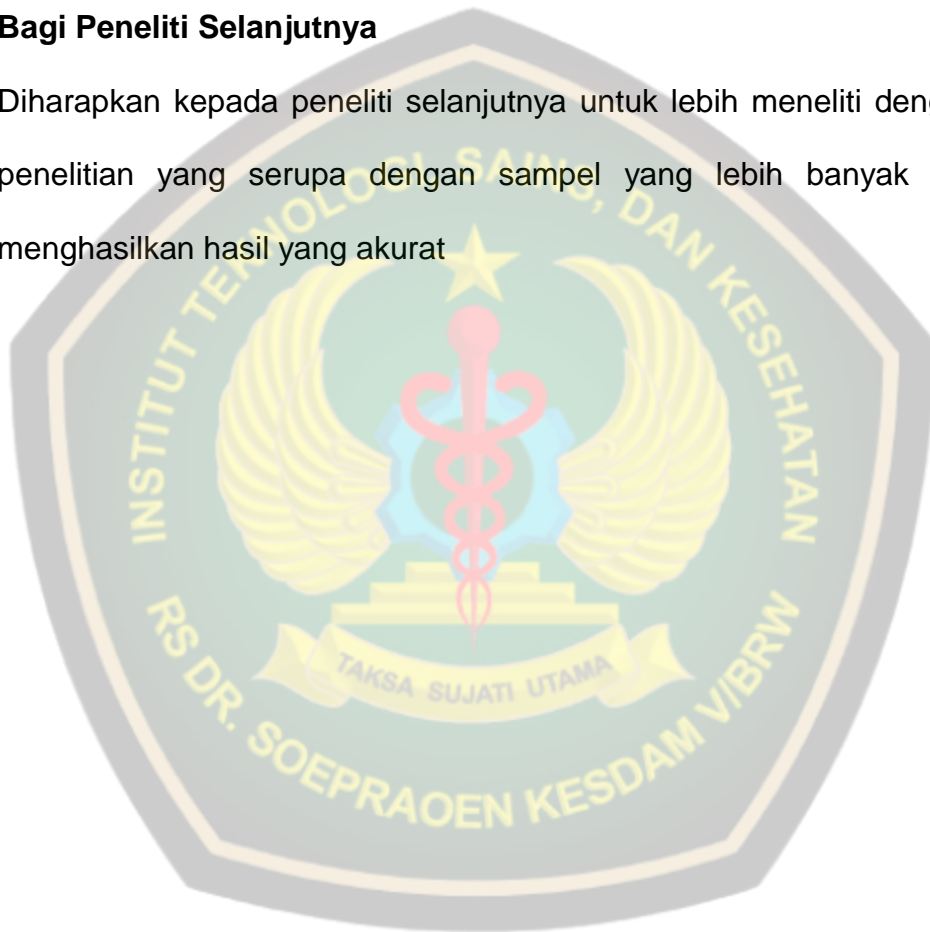 Bagi Peneliti Selanjutnya
Diharapkan kepada peneliti selanjutnya untuk lebih meneliti
penelitian yang serupa dengan sampel yang lebih banyak
menghasilkan hasil yang akurat
INSTITUT TEKNOLOGI, SAINS, DAN KESEHATAN
TAKSA SUJATI UTAMA
RS DR. SOEPRAOEN KESDAM V/BRW